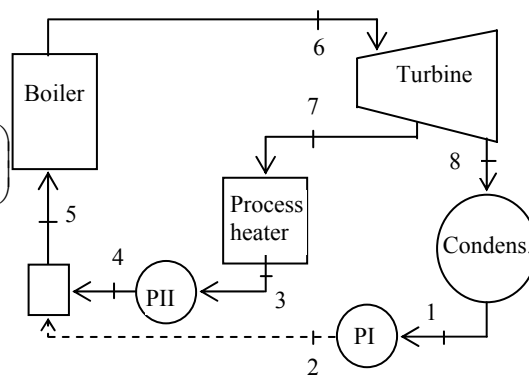 6
Turbine
Boiler
7
8
Process
heater
Condens.
5
4
PII
3
1
PI
2